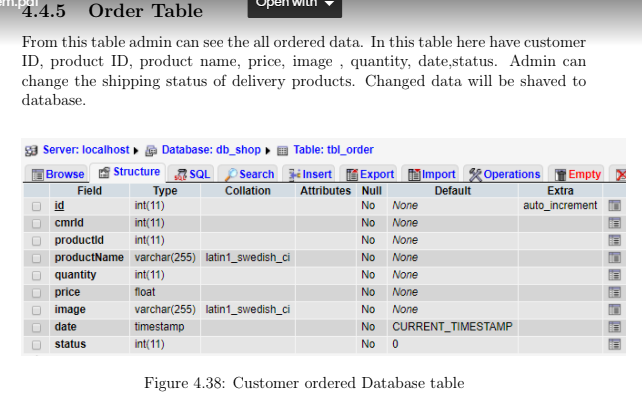 em.pdf
Open with
4.4.5 Order Table
From this table admin can see the all ordered data. In this table here have customer
ID, product ID, product name, price, image , quantity, date,status. Admin can
change the shipping status of delivery products. Changed data will be shaved to
database.
Server: localhost Database: db_shop Table: tbl_order
Browse Structure SQL Search Insert Export Import Operations Empty
Field Type Collation Attributes Null Default Extra
id int(11) No None auto_increment
cmrId int(11) No None
productId int(11) No None
productName varchar(255) latin1_swedish_ci No None
quantity int(11) No None
price float No None
image varchar(255) latin1_swedish_ci No None
date timestamp No CURRENT_TIMESTAMP
status int(11) No 0
Figure 4.38: Customer ordered Database table